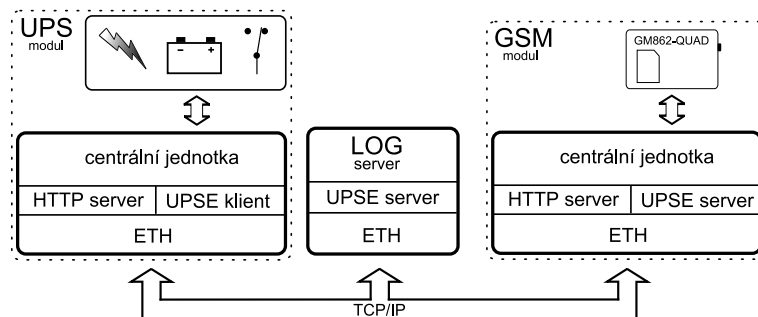 UPS
modul
- +
centrální jednotka
HTTP server UPSE klient
ETH
LOG
server
UPSE server
ETH
GSM
modul
GM862-QUAD
centrální jednotka
HTTP server UPSE server
ETH
TCP/IP